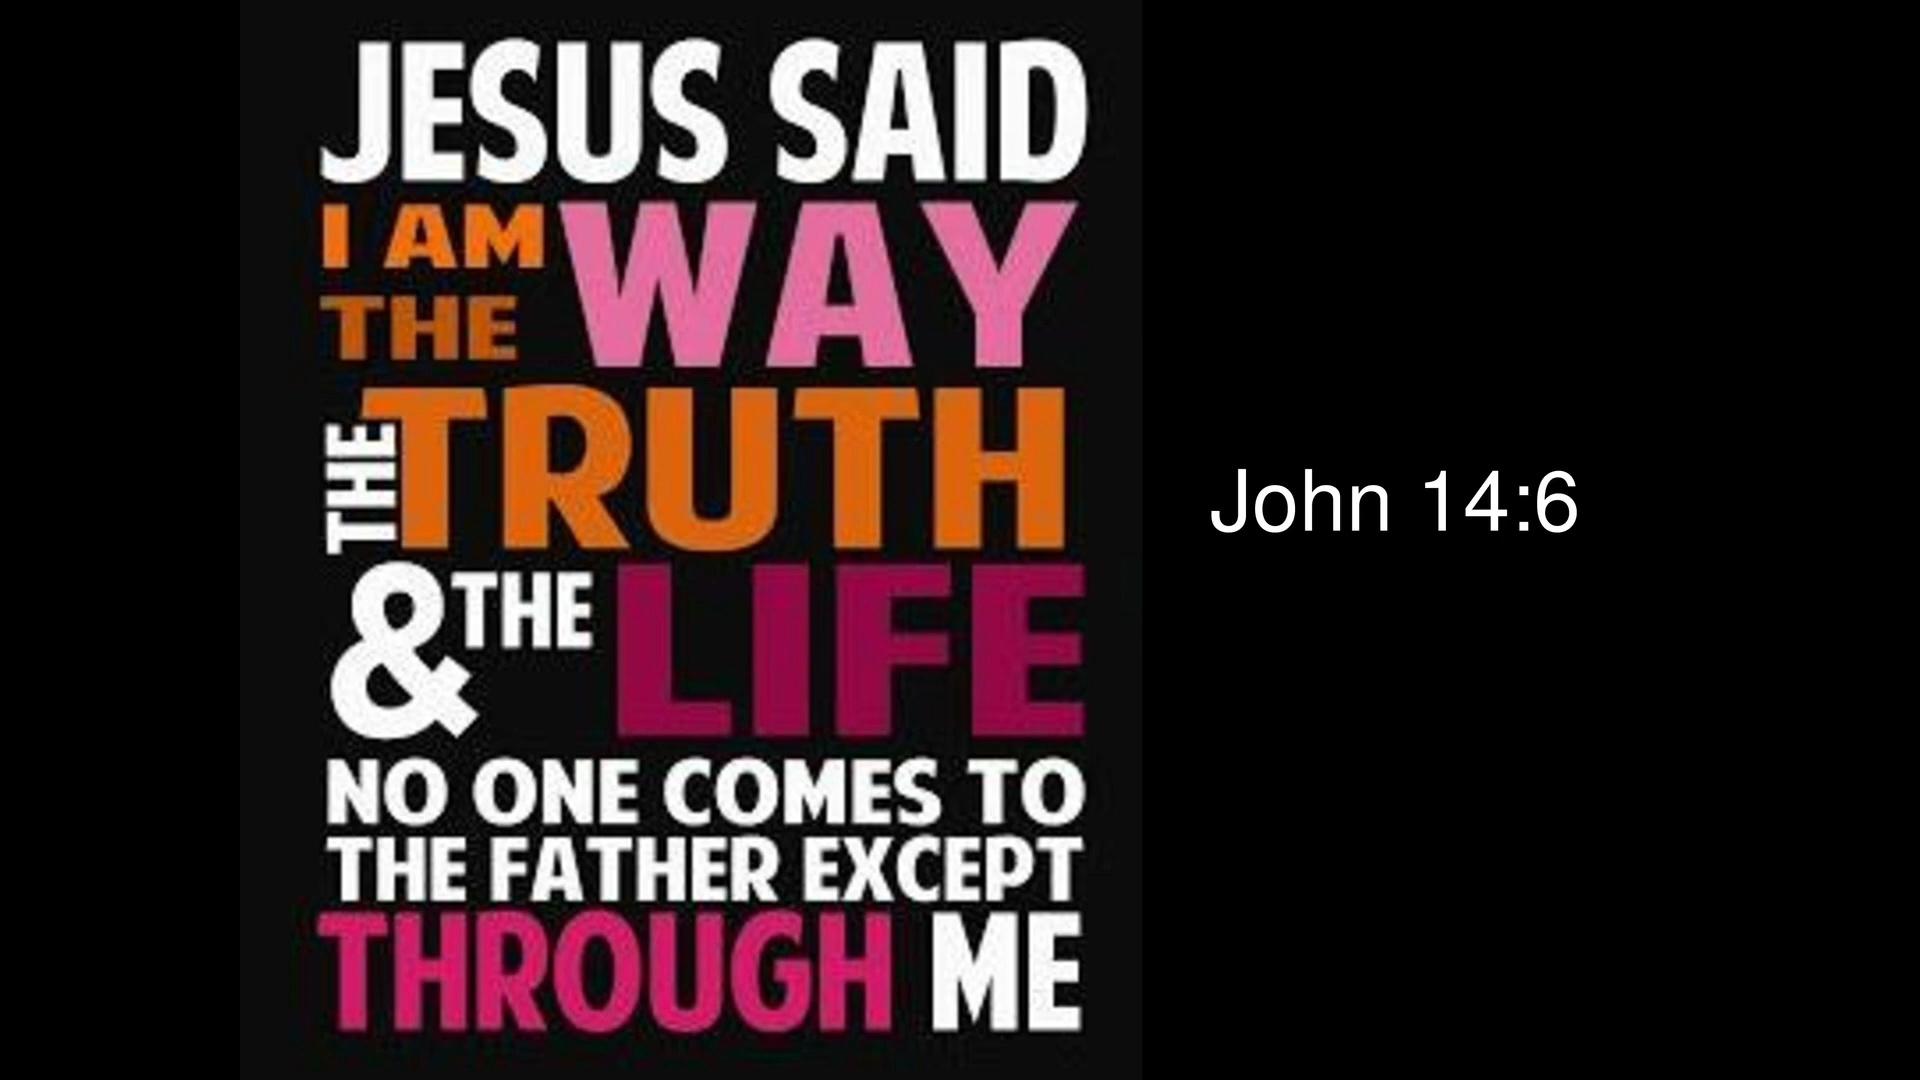 JESUS SAID
I AM
THE WAY
THE TRUTH
& THE LIFE
NO ONE COMES TO
THE FATHER EXCEPT
THROUGH ME
John 14:6